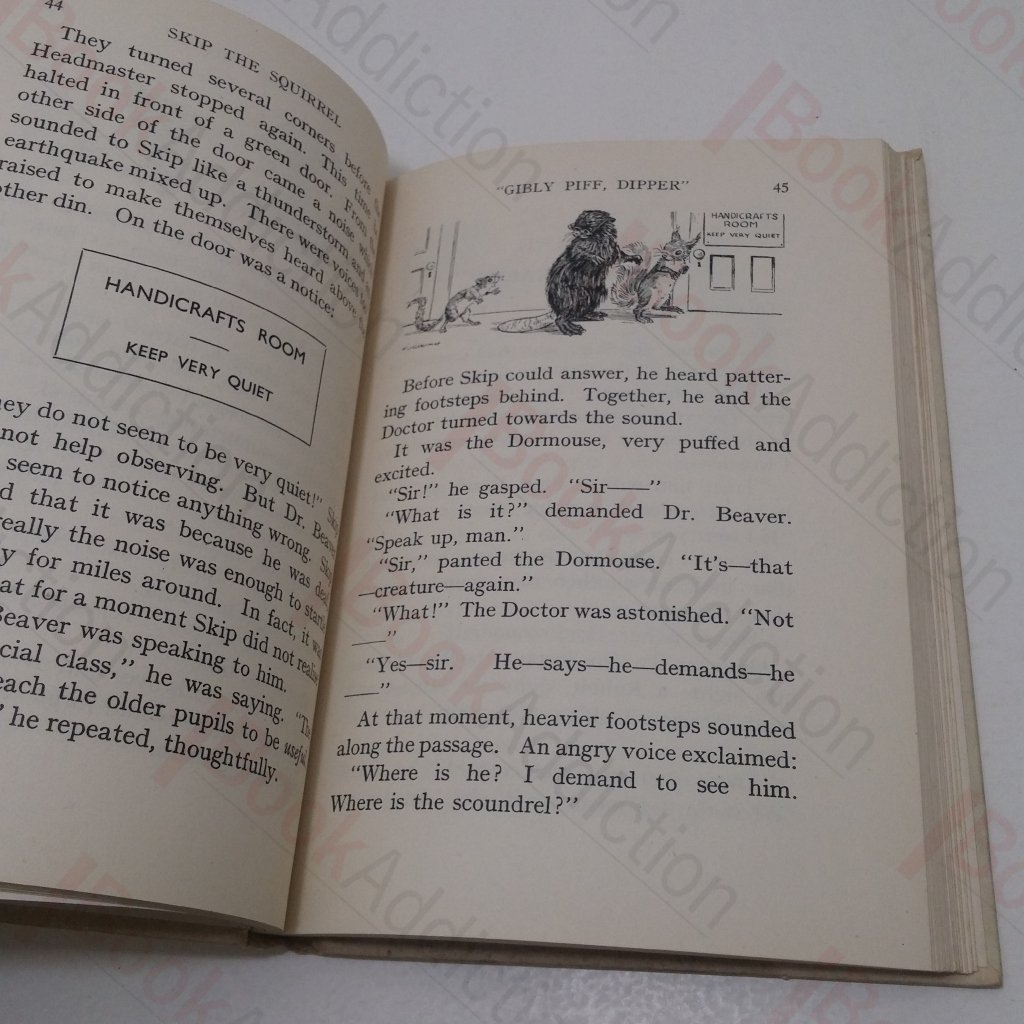 44
SKIP THE SQUIRREL
They turned several corners before the
Headmaster stopped again. This time
halted in front of a green door. From the
other side of the door came a noise
sounded to Skip like a thunderstorm and
earthquake mixed up. There were voices
raised to make themselves heard above
other din. On the door was a notice:
HANDICRAFTS ROOM
KEEP VERY QUIET
hey do not seem to be very quiet!"
not help observing. But Dr. Beaver
seem to notice anything wrong.
d that it was because he was
really the noise was enough to
y for miles around. In fact, it
at for a moment Skip did not realise
Beaver was speaking to him.
cial class," he was saying.
each the older pupils to be useful
" he repeated, thoughtfully.
"GIBLY PIFF, DIPPER"
45
HANDICRAFTS
ROOM
KEEP VERY QUIET
Before Skip could answer, he heard patter-
ing footsteps behind. Together, he and the
Doctor turned towards the sound.
It was the Dormouse, very puffed and
excited.
"Sir!" he gasped. "Sir——"
"What is it?" demanded Dr. Beaver.
"Speak up, man."
"Sir," panted the Dormouse. "It's—that
—creature—again."
"What!" The Doctor was astonished. "Not
——"
"Yes—sir. He—says—he—demands—he
——"
At that moment, heavier footsteps sounded
along the passage. An angry voice exclaimed:
"Where is he? I demand to see him.
Where is the scoundrel?"
BookAddiction